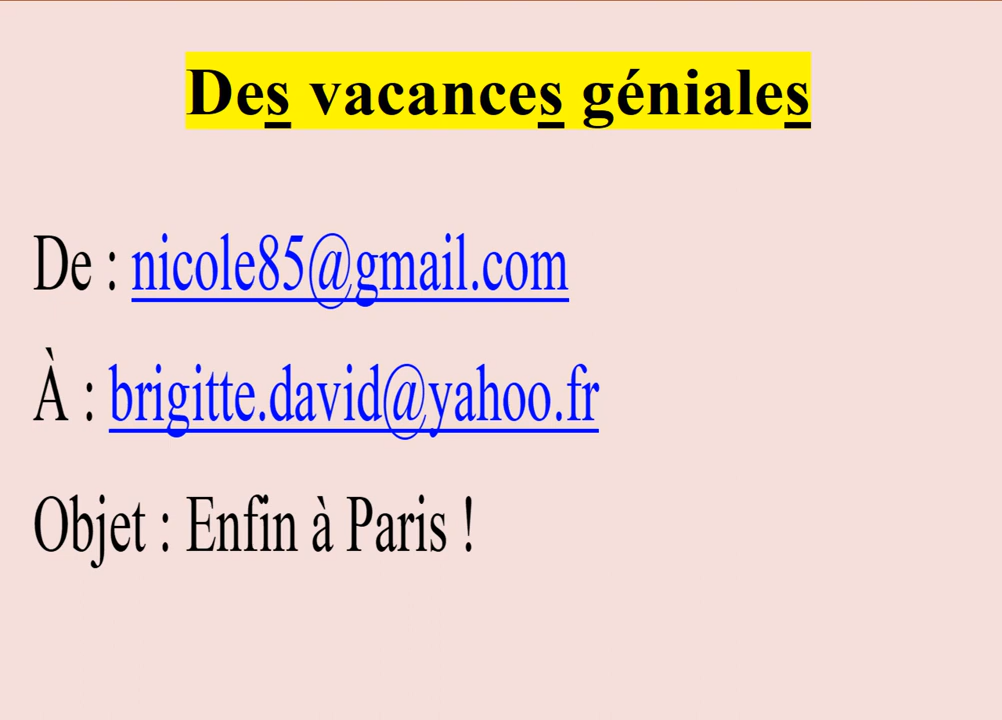 Des vacances géniales
De : nicole85@gmail.com
À : brigitte.david@yahoo.fr
Objet : Enfin à Paris !